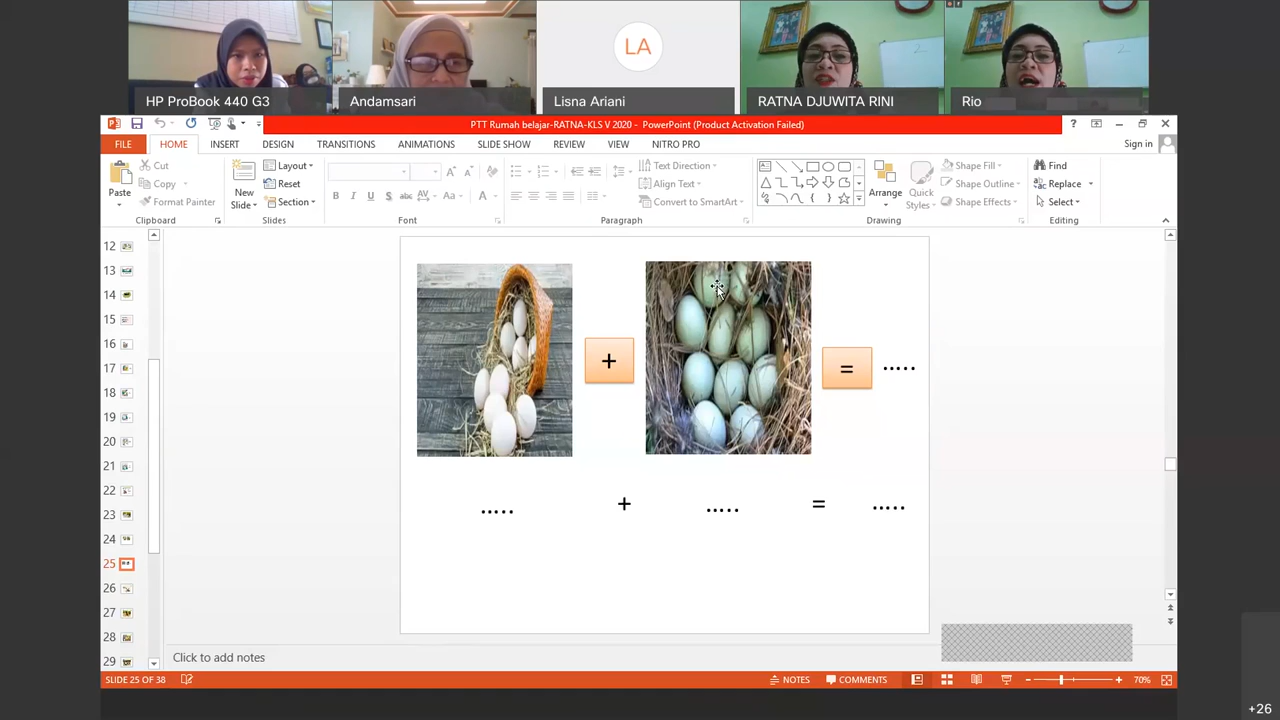 LA
HP ProBook 440 G3
Andamsari
Lisna Ariani
RATNA DJUWITA RINI
Rio
PTT Rumah belajar-RATNA-KLS V 2020 - PowerPoint (Product Activation Failed)
?
FILE HOME INSERT DESIGN TRANSITIONS ANIMATIONS SLIDE SHOW REVIEW VIEW NITRO PRO Sign in
Paste
Cut
Copy
Format Painter
Clipboard
New
Slide
Layout
Reset
Section
Slides
B I U S abc AV Aa A
Font
Text Direction
Align Text
Convert to SmartArt
Paragraph
Arrange
Quick
Styles
Shape Fill
Shape Outline
Shape Effects
Drawing
Find
Replace
Select
Editing
12
13
14
15
16
17
18
19
20
21
22
23
24
25
26
27
28
29
+ = .....
..... + ..... = .....
Click to add notes
SLIDE 25 OF 38
NOTES
COMMENTS
70%
+26